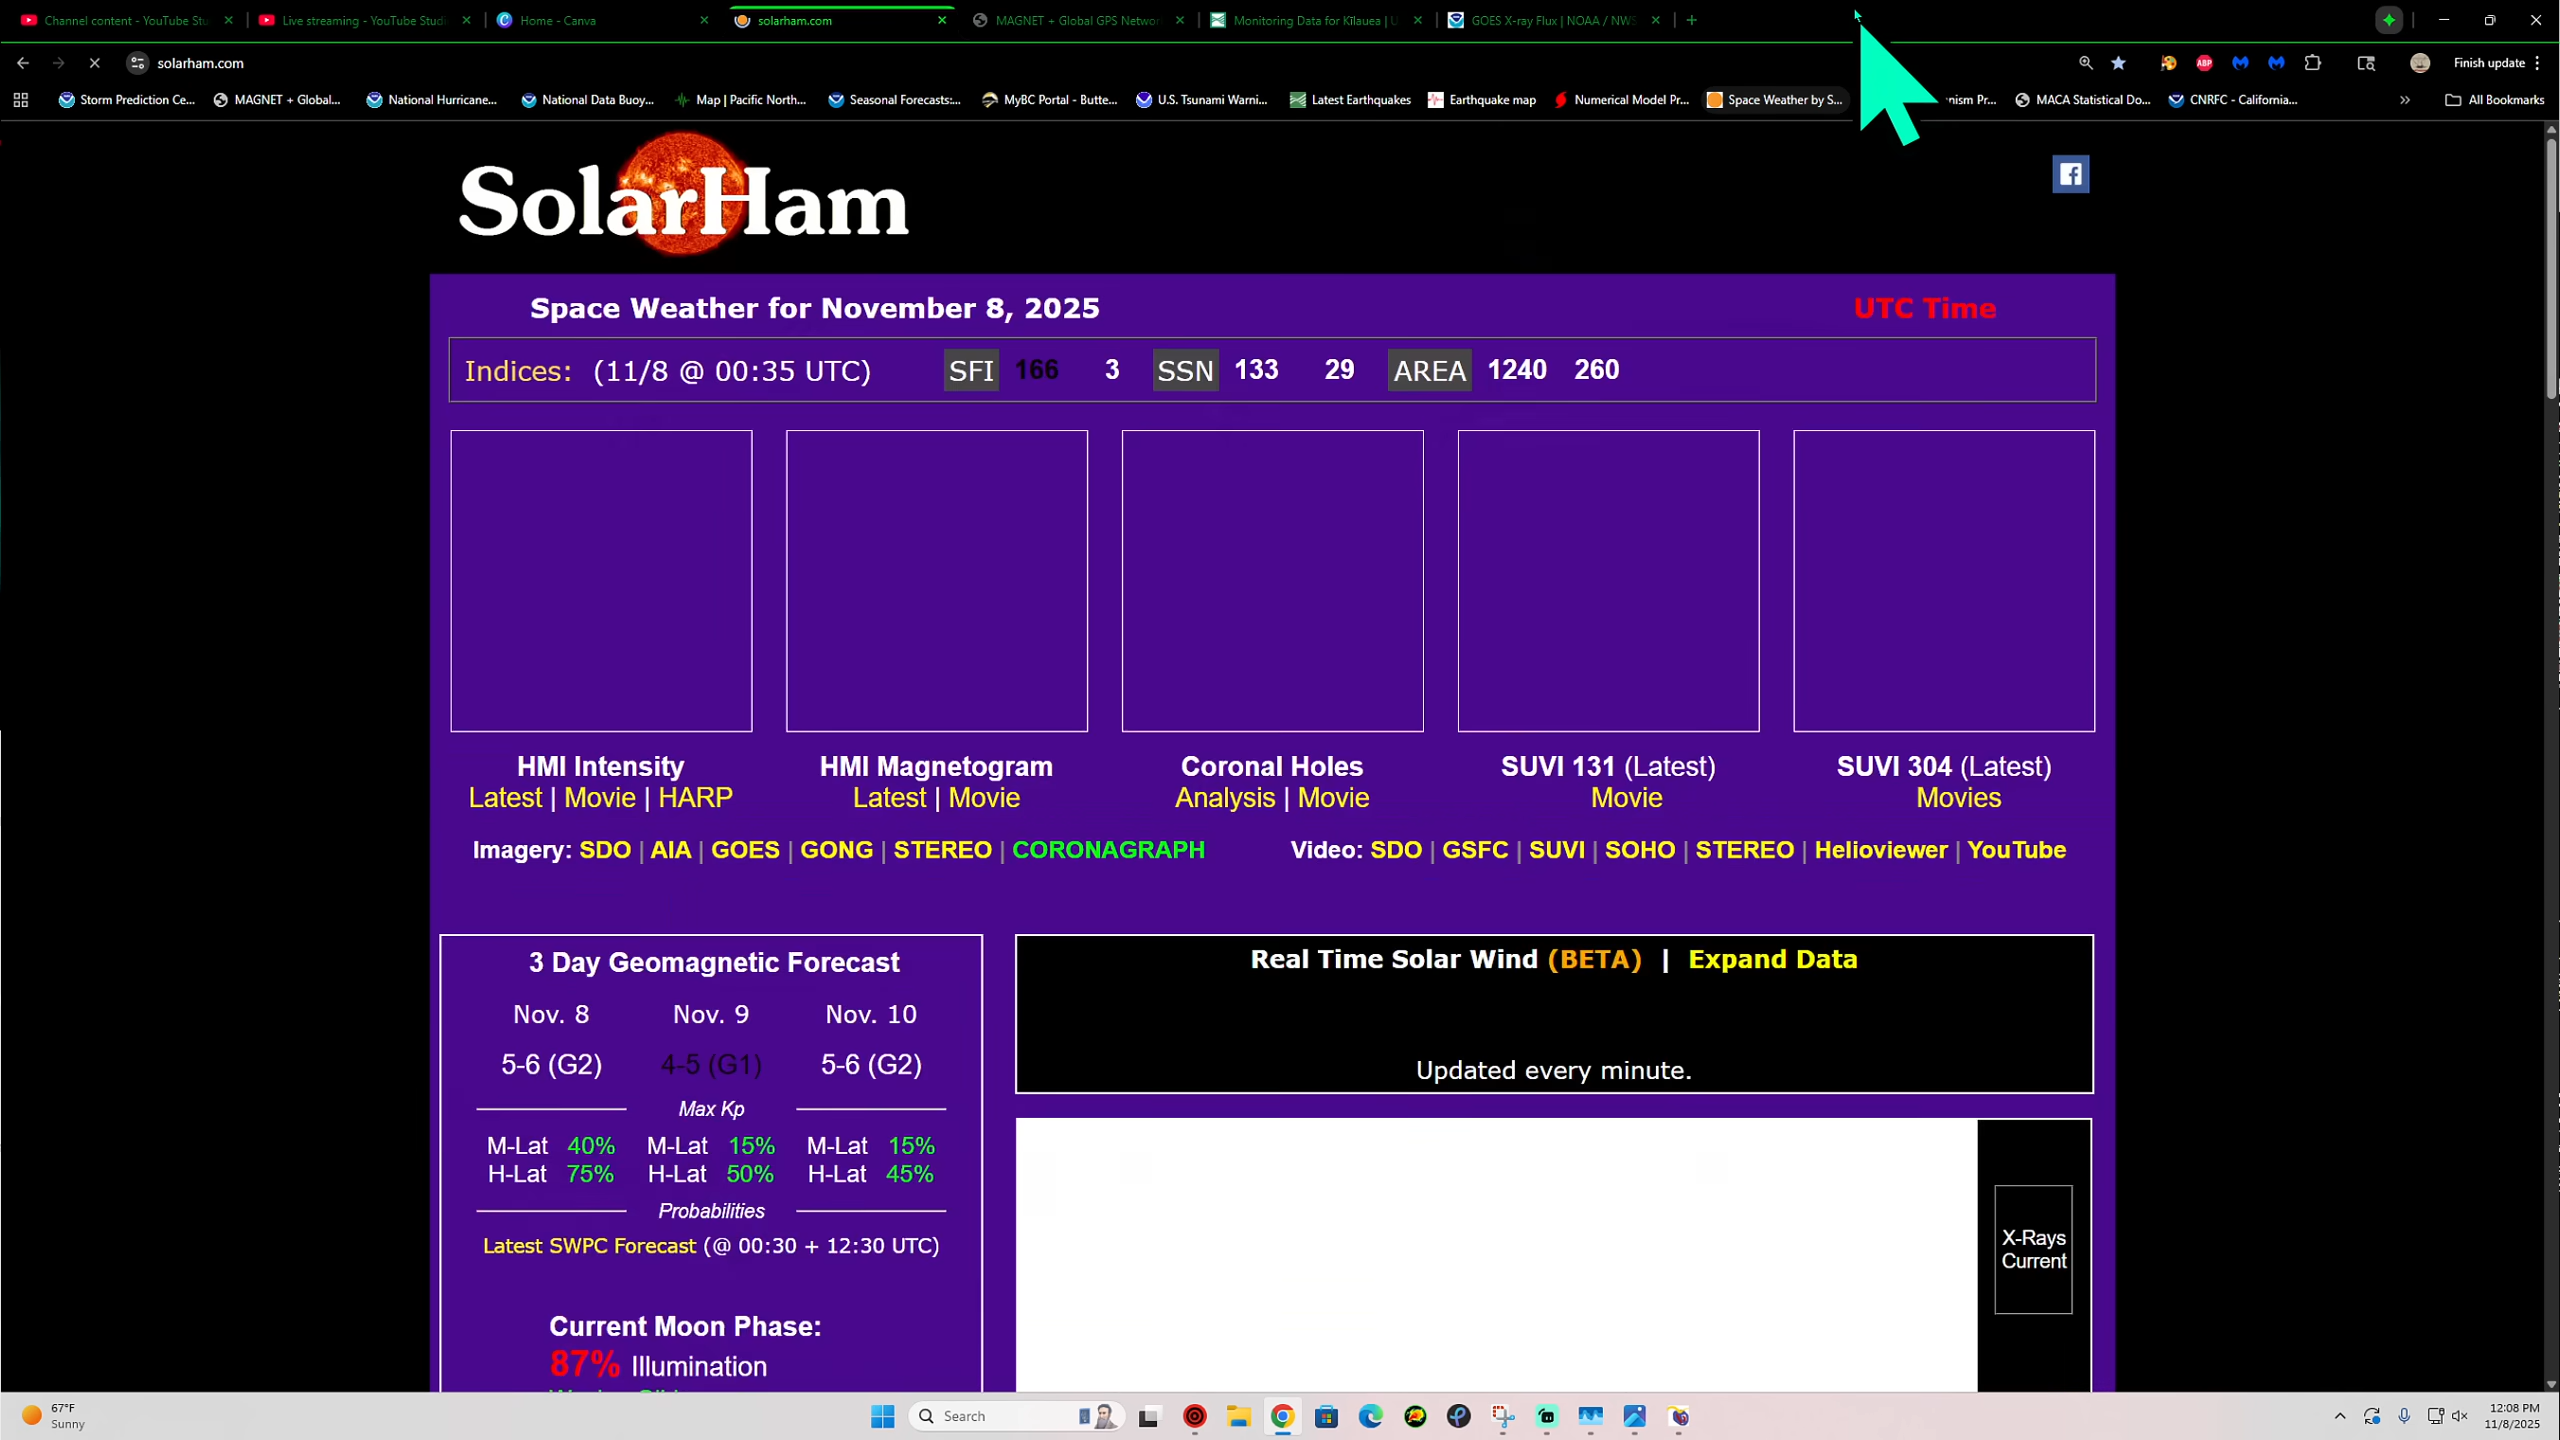 Channel content - YouTube Stu
Live streaming - YouTube Studi
Home - Canva
solarham.com
MAGNET + Global GPS Network
Monitoring Data for Kīlauea | U
GOES X-ray Flux | NOAA / NWS
solarham.com
Finish update
Storm Prediction Ce...
MAGNET + Global...
National Hurricane...
National Data Buoy...
Map | Pacific North...
Seasonal Forecasts:...
MyBC Portal - Butte...
U.S. Tsunami Warni...
Latest Earthquakes
Earthquake map
Numerical Model Pr...
Space Weather by S...
nism Pr...
MACA Statistical Do...
CNRFC - California...
All Bookmarks
SolarHam
Space Weather for November 8, 2025
UTC Time
Indices: (11/8 @ 00:35 UTC) SFI 166 3 SSN 133 29 AREA 1240 260
HMI Intensity
Latest | Movie | HARP
HMI Magnetogram
Latest | Movie
Coronal Holes
Analysis | Movie
SUVI 131 (Latest)
Movie
SUVI 304 (Latest)
Movies
Imagery: SDO | AIA | GOES | GONG | STEREO | CORONAGRAPH
Video: SDO | GSFC | SUVI | SOHO | STEREO | Helioviewer | YouTube
3 Day Geomagnetic Forecast
Nov. 8 Nov. 9 Nov. 10
5-6 (G2) 4-5 (G1) 5-6 (G2)
Max Kp
M-Lat 40% M-Lat 15% M-Lat 15%
H-Lat 75% H-Lat 50% H-Lat 45%
Probabilities
Latest SWPC Forecast (@ 00:30 + 12:30 UTC)
Current Moon Phase:
87% Illumination
Real Time Solar Wind (BETA) | Expand Data
Updated every minute.
X-Rays
Current
67°F
Sunny
Search
12:08 PM
11/8/2025